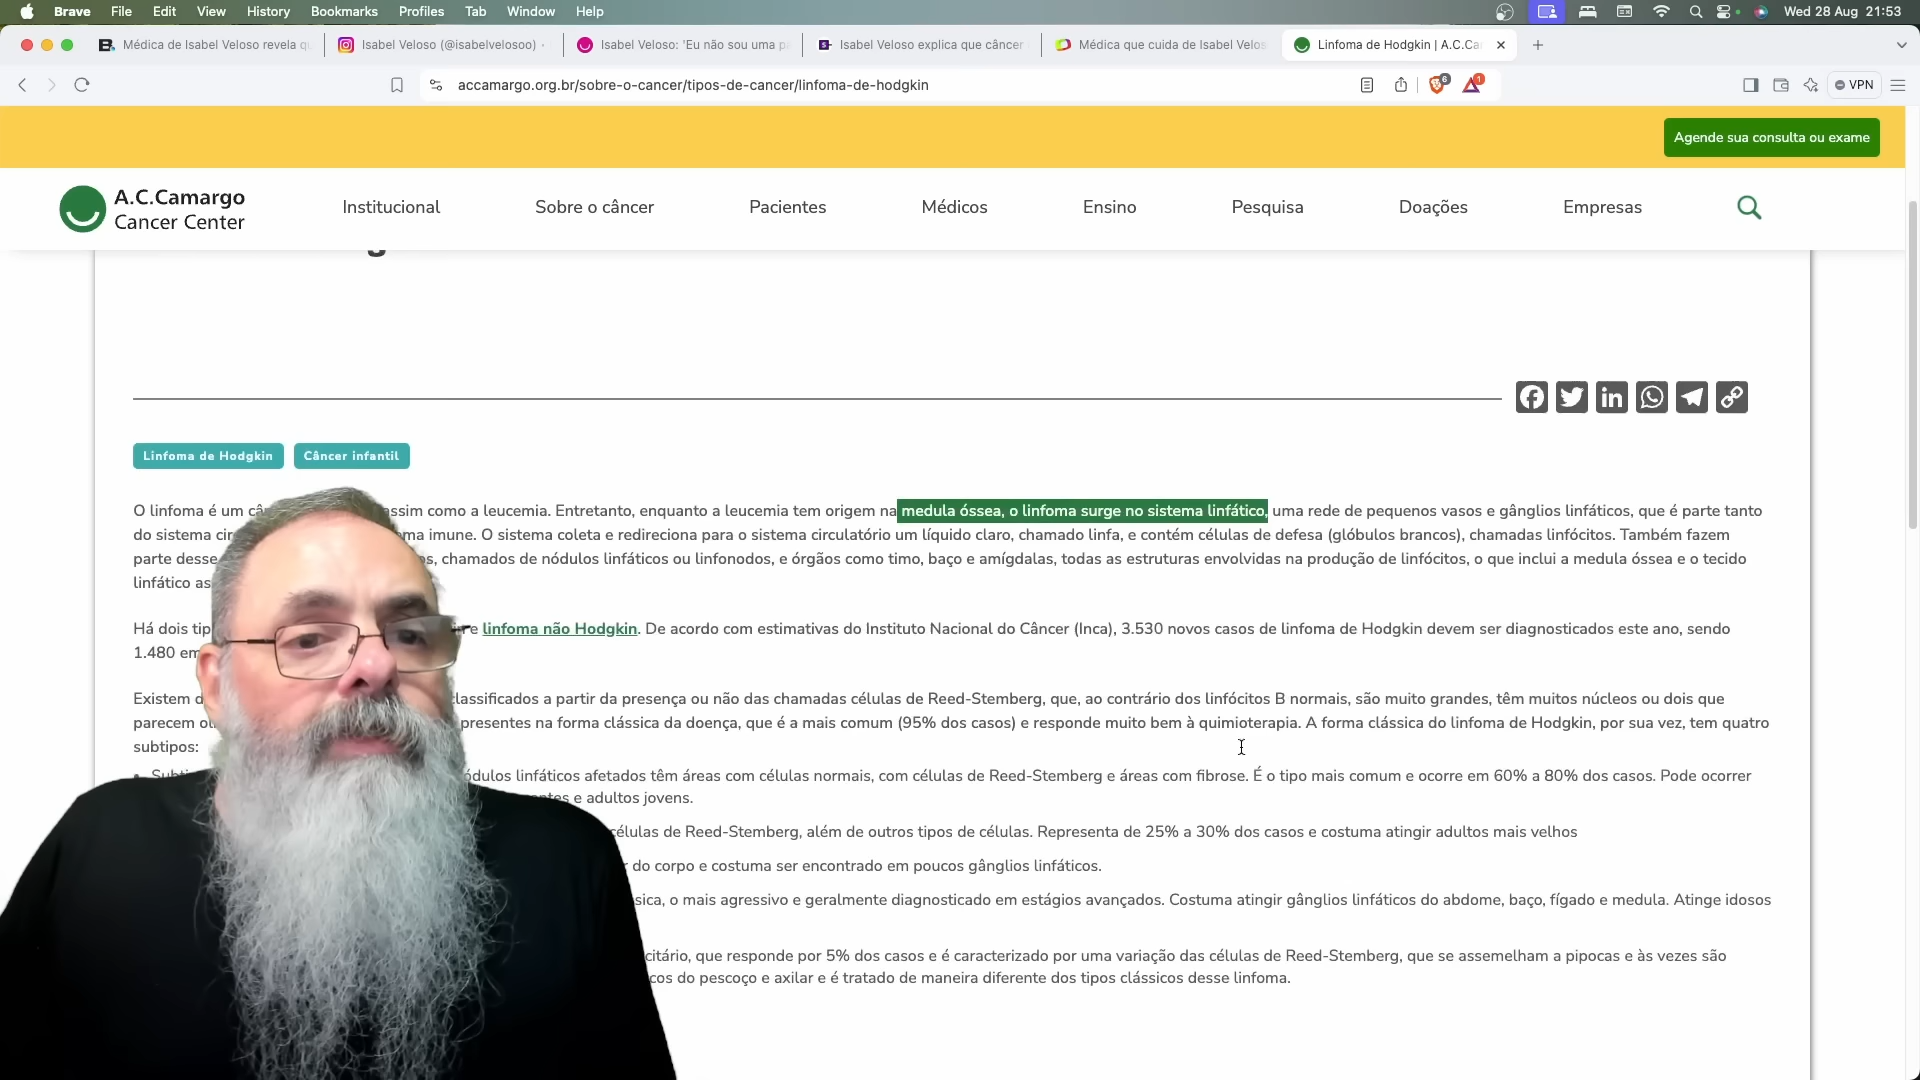 Brave File Edit View History Bookmarks Profiles Tab Window Help Wed 28 Aug 21:53
Médica de Isabel Veloso revela q
Isabel Veloso (@isabelvelosoo) ·
Isabel Veloso: 'Eu não sou uma pa
Isabel Veloso explica que câncer
Médica que cuida de Isabel Velos
Linfoma de Hodgkin | A.C.Ca
accamargo.org.br/sobre-o-cancer/tipos-de-cancer/linfoma-de-hodgkin
6
1
VPN
Agende sua consulta ou exame
A.C.Camargo
Cancer Center
Institucional Sobre o câncer Pacientes Médicos Ensino Pesquisa Doações Empresas
Linfoma de Hodgkin Câncer infantil
O linfoma é um assim como a leucemia. Entretanto, enquanto a leucemia tem origem na medula óssea, o linfoma surge no sistema linfático, uma rede de pequenos vasos e gânglios linfáticos, que é parte tanto
do sistema O sistema coleta e redireciona para o sistema circulatório um líquido claro, chamado linfa, e contém células de defesa (glóbulos brancos), chamadas linfócitos. Também fazem
parte desse chamados de nódulos linfáticos ou linfonodos, e órgãos como timo, baço e amígdalas, todas as estruturas envolvidas na produção de linfócitos, o que inclui a medula óssea e o tecido
linfático
Há dois e linfoma não Hodgkin. De acordo com estimativas do Instituto Nacional do Câncer (Inca), 3.530 novos casos de linfoma de Hodgkin devem ser diagnosticados este ano, sendo
1.480 em
Existem classificados a partir da presença ou não das chamadas células de Reed-Stemberg, que, ao contrário dos linfócitos B normais, são muito grandes, têm muitos núcleos ou dois que
parecem presentes na forma clássica da doença, que é a mais comum (95% dos casos) e responde muito bem à quimioterapia. A forma clássica do linfoma de Hodgkin, por sua vez, tem quatro
subtipos:
linfáticos afetados têm áreas com células normais, com células de Reed-Stemberg e áreas com fibrose. É o tipo mais comum e ocorre em 60% a 80% dos casos. Pode ocorrer
e adultos jovens.
células de Reed-Stemberg, além de outros tipos de células. Representa de 25% a 30% dos casos e costuma atingir adultos mais velhos
do corpo e costuma ser encontrado em poucos gânglios linfáticos.
o mais agressivo e geralmente diagnosticado em estágios avançados. Costuma atingir gânglios linfáticos do abdome, baço, fígado e medula. Atinge idosos
que responde por 5% dos casos e é caracterizado por uma variação das células de Reed-Stemberg, que se assemelham a pipocas e às vezes são
do pescoço e axilar e é tratado de maneira diferente dos tipos clássicos desse linfoma.